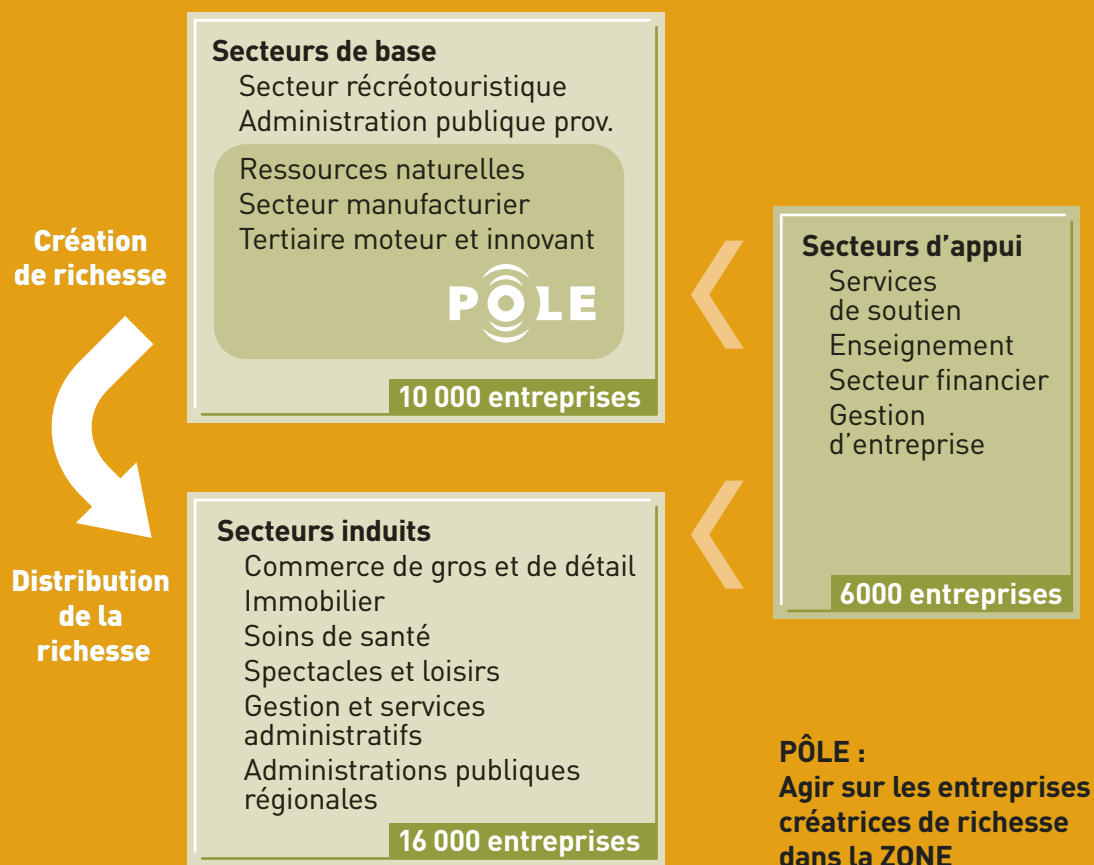 Secteurs de base
Secteur récréotouristique
Administration publique prov.
Ressources naturelles
Secteur manufacturier
Tertiaire moteur et innovant
PÔLE
10 000 entreprises
Création
de richesse
Distribution
de la
richesse
Secteurs induits
Commerce de gros et de détail
Immobilier
Soins de santé
Spectacles et loisirs
Gestion et services
administratifs
Administrations publiques
régionales
16 000 entreprises
Secteurs d’appui
Services
de soutien
Enseignement
Secteur financier
Gestion
d’entreprise
6000 entreprises
PÔLE :
Agir sur les entreprises
créatrices de richesse
dans la ZONE